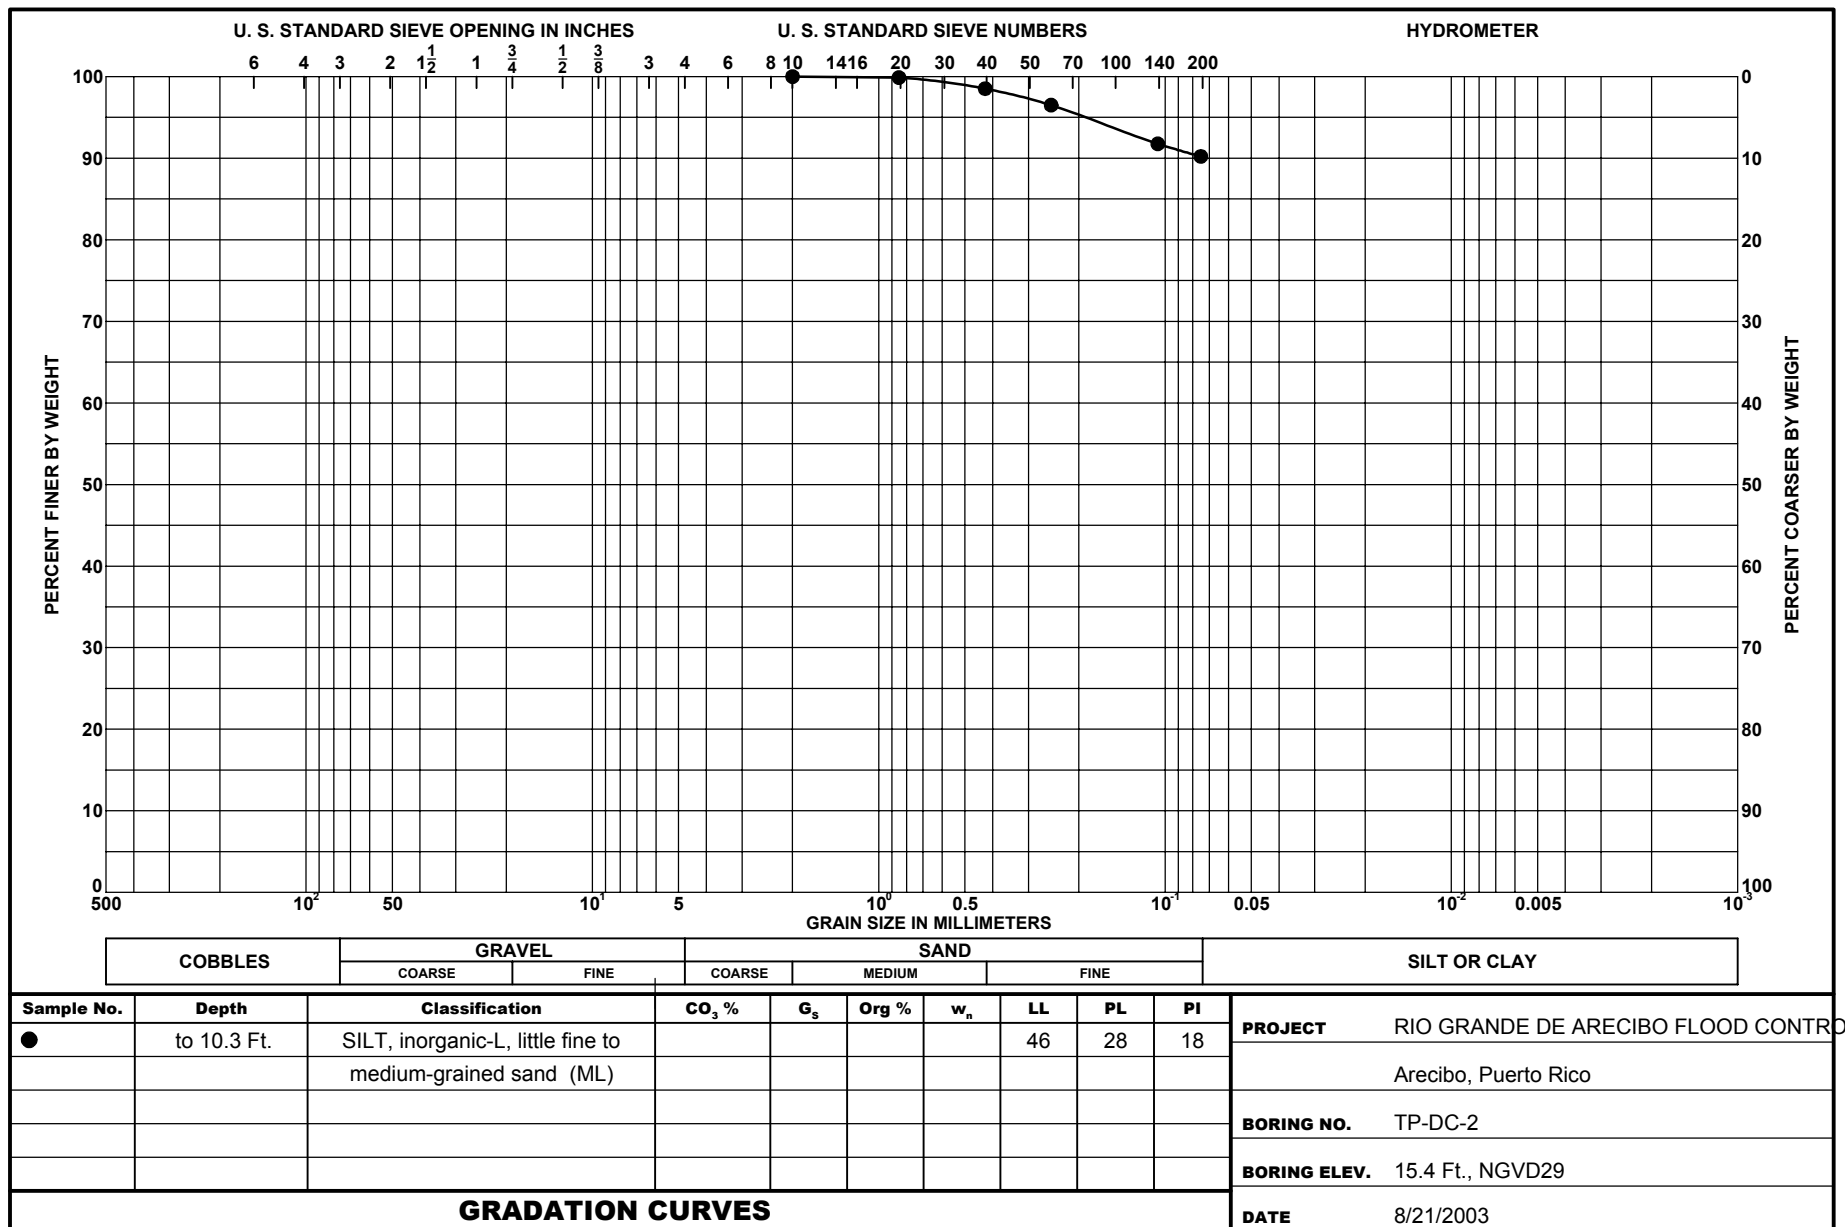 U. S. STANDARD SIEVE OPENING IN INCHES U. S. STANDARD SIEVE NUMBERS HYDROMETER
6 4 3 2 1 1/2 1 3/4 1/2 3/8 3 4 6 8 10 14 16 20 30 40 50 70 100 140 200
100 0
90 10
80 20
70 30
60 40
50 50
40 60
30 70
20 80
10 90
0 100
PERCENT FINER BY WEIGHT
PERCENT COARSER BY WEIGHT
500 10² 50 10¹ 5 10⁰ 0.5 10⁻¹ 0.05 10⁻² 0.005 10⁻³
GRAIN SIZE IN MILLIMETERS
COBBLES GRAVEL SAND SILT OR CLAY
COARSE FINE COARSE MEDIUM FINE
Sample No. Depth Classification CO₃ % Gₛ Org % wₙ LL PL PI
● to 10.3 Ft. SILT, inorganic-L, little fine to 46 28 18
medium-grained sand (ML)
PROJECT RIO GRANDE DE ARECIBO FLOOD CONTRO
Arecibo, Puerto Rico
BORING NO. TP-DC-2
BORING ELEV. 15.4 Ft., NGVD29
GRADATION CURVES
DATE 8/21/2003